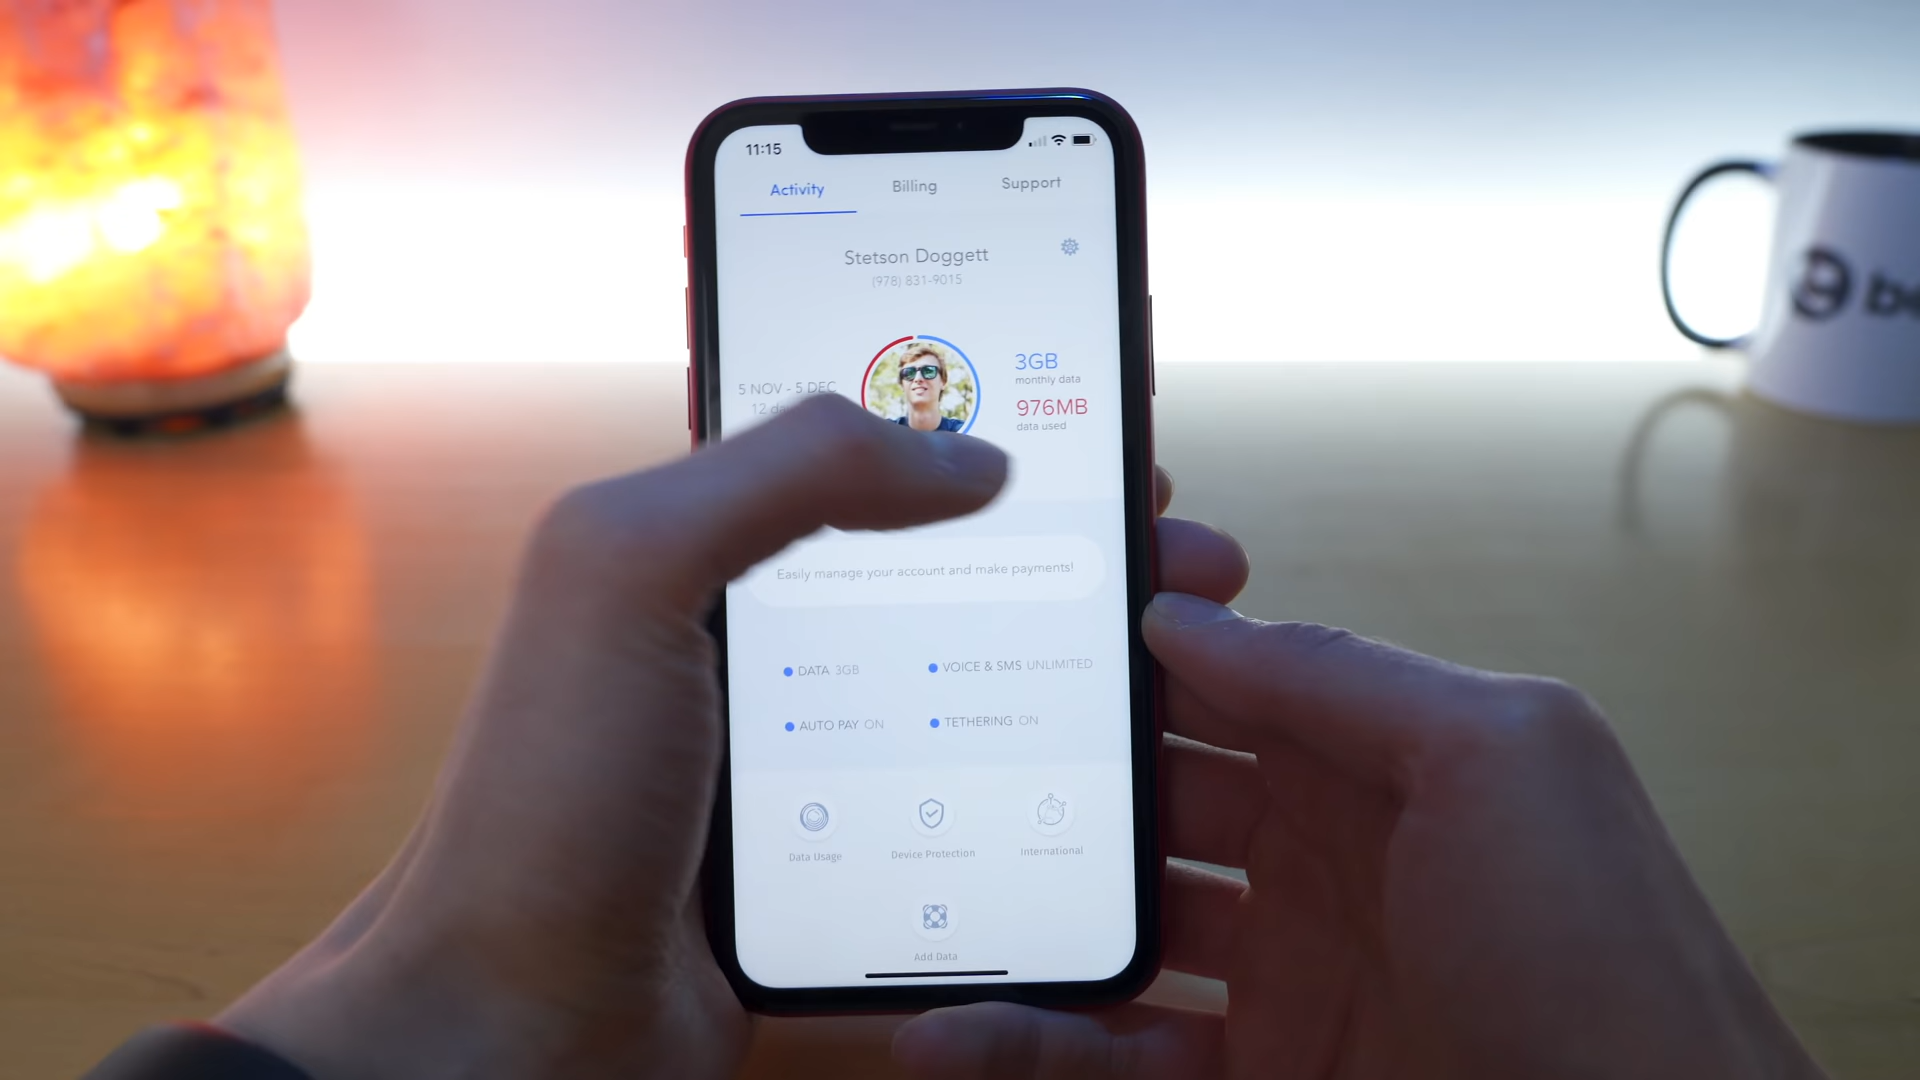 11:15
Activity Billing Support
Stetson Doggett
(978) 831-9015
5 NOV - 5 DEC
12
3GB
monthly data
976MB
data used
Easily manage your account and make payments!
DATA 3GB
VOICE & SMS UNLIMITED
AUTO PAY ON
TETHERING ON
Data Usage
Device Protection
International
Add Data